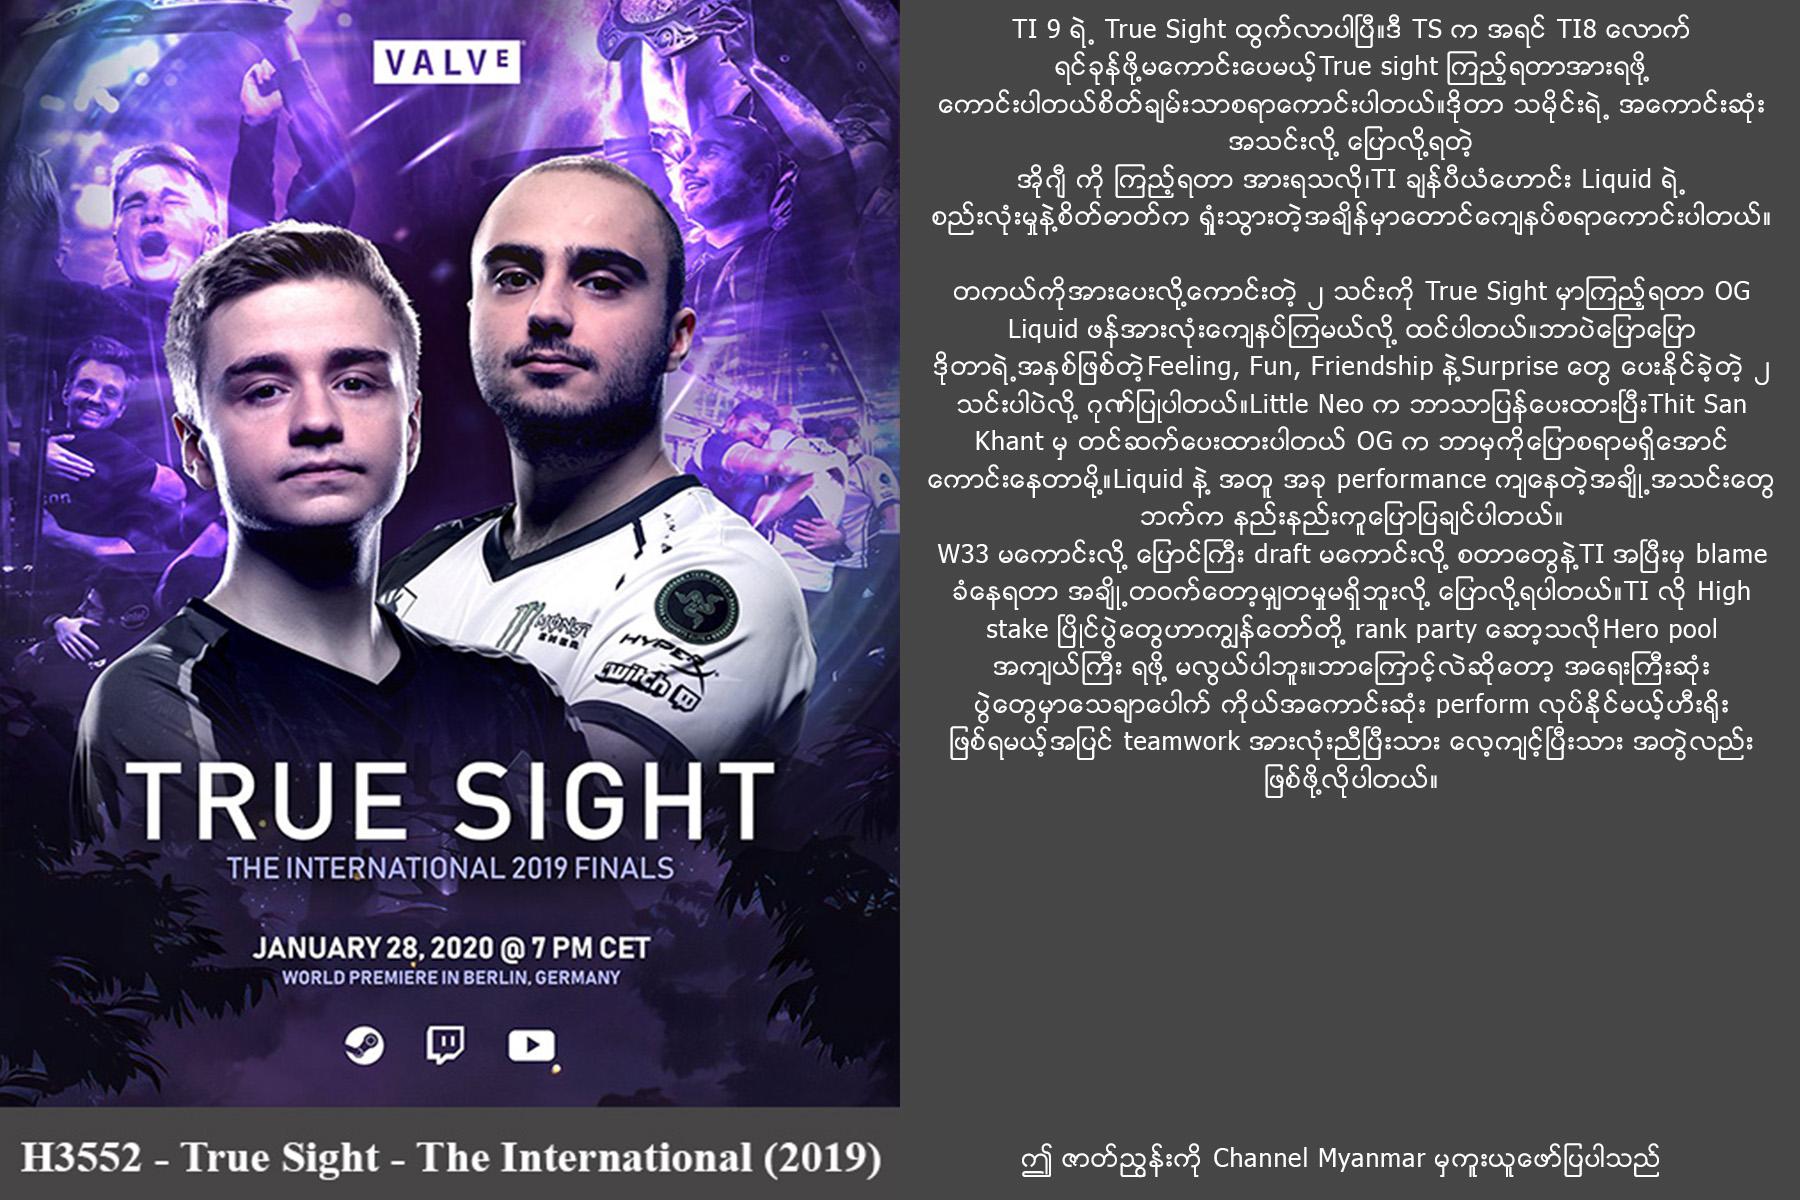 VALVE
TRUE SIGHT
THE INTERNATIONAL 2019 FINALS
JANUARY 28, 2020 @ 7 PM CET
WORLD PREMIERE IN BERLIN, GERMANY
MONSTER
HYPERX
twitch
H3552 - True Sight - The International (2019)
TI 9 ရဲ့ True Sight ထွက်လာပါပြီ။ဒီ TS က အရင် TI8 လောက်
ရင်ခုန်ဖို့မကောင်းပေမယ့်True sight ကြည့်ရတာအားရဖို့
ကောင်းပါတယ်စိတ်ချမ်းသာစရာကောင်းပါတယ်။ဒိုတာ သမိုင်းရဲ့ အကောင်းဆုံး
အသင်းလို့ ပြောလို့ရတဲ့
အိုဂျီ ကို ကြည့်ရတာ အားရသလို၊TI ချန်ပီယံဟောင်း Liquid ရဲ့
စည်းလုံးမှုနဲ့စိတ်ဓာတ်က ရှုံးသွားတဲ့အချိန်မှာတောင်ကျေနပ်စရာကောင်းပါတယ်။
တကယ်ကိုအားပေးလို့ကောင်းတဲ့ ၂ သင်းကို True Sight မှာကြည့်ရတာ OG
Liquid ဖန်အားလုံးကျေနပ်ကြမယ်လို့ ထင်ပါတယ်။ဘာပဲပြောပြော
ဒိုတာရဲ့အနှစ်ဖြစ်တဲ့Feeling, Fun, Friendship နဲ့Surprise တွေ ပေးနိုင်ခဲ့တဲ့ ၂
သင်းပါပဲလို့ ဂုဏ်ပြုပါတယ်။Little Neo က ဘာသာပြန်ပေးထားပြီးThit San
Khant မှ တင်ဆက်ပေးထားပါတယ် OG က ဘာမှကိုပြောစရာမရှိအောင်
ကောင်းနေတာမို့။Liquid နဲ့ အတူ အခု performance ကျနေတဲ့အချို့အသင်းတွေ
ဘက်က နည်းနည်းကူပြောပြချင်ပါတယ်။
W33 မကောင်းလို့ ပြောင်ကြီး draft မကောင်းလို့ စတာတွေနဲ့TI အပြီးမှ blame
ခံနေရတာ အချို့တဝက်တော့မျှတမှုမရှိဘူးလို့ ပြောလို့ရပါတယ်။TI လို High
stake ပြိုင်ပွဲတွေဟာကျွန်တော်တို့ rank party ဆော့သလိုHero pool
အကျယ်ကြီး ရဖို့ မလွယ်ပါဘူး။ဘာကြောင့်လဲဆိုတော့ အရေးကြီးဆုံး
ပွဲတွေမှာသေချာပေါက် ကိုယ်အကောင်းဆုံး perform လုပ်နိုင်မယ့်ဟီးရိုး
ဖြစ်ရမယ့်အပြင် teamwork အားလုံးညီပြီးသား လေ့ကျင့်ပြီးသား အတွဲလည်း
ဖြစ်ဖို့လိုပါတယ်။
ဤ ဇာတ်ညွှန်းကို Channel Myanmar မှကူးယူဖော်ပြပါသည်